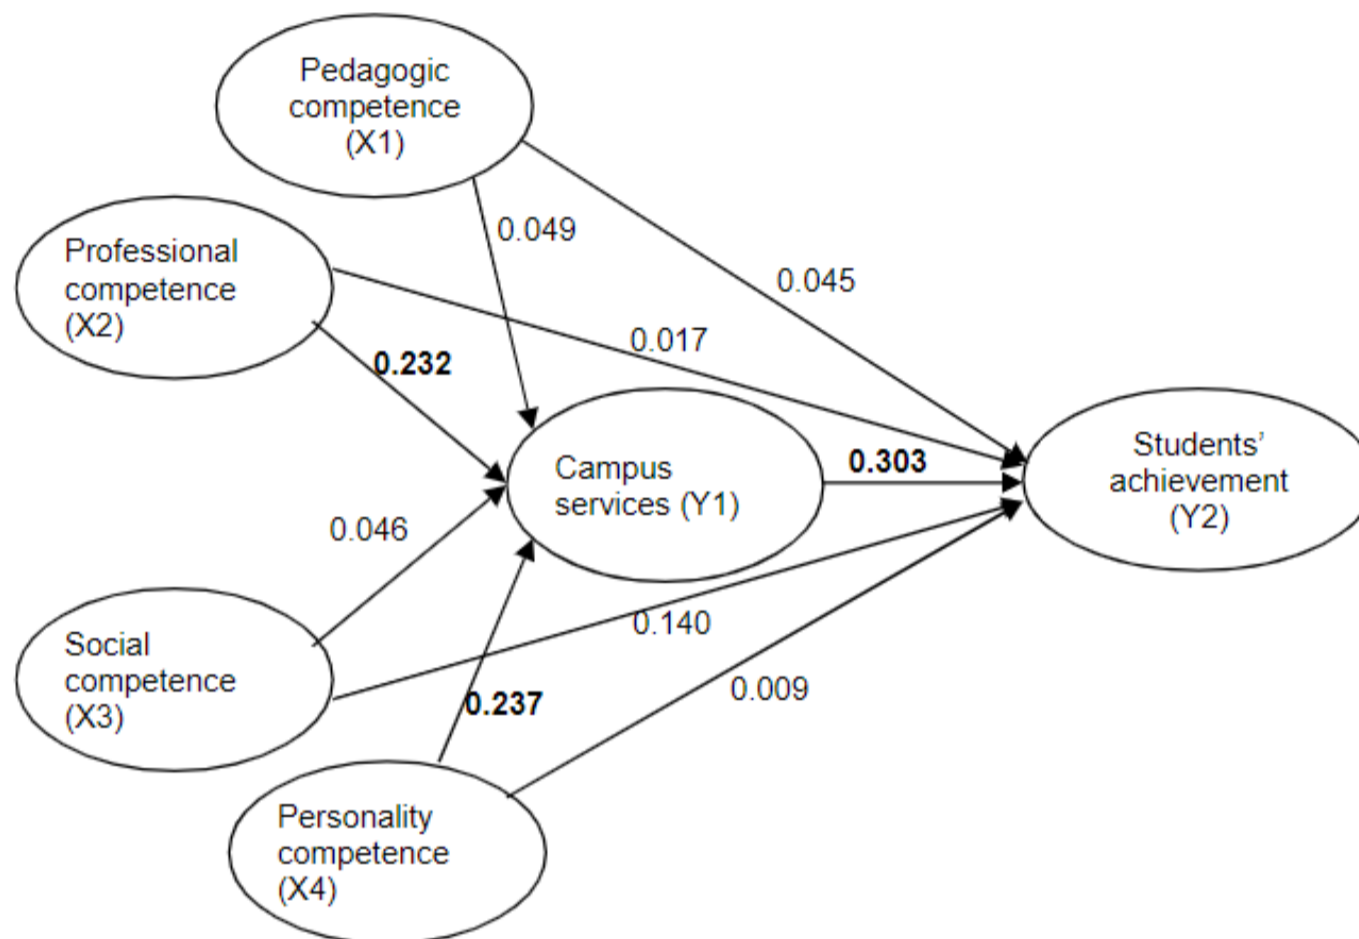 Pedagogic
competence
(X1)
0.049
0.045
Professional
competence
(X2)
0.017
0.232
Campus
services (Y1)
0.303
Students’
achievement
(Y2)
0.046
Social
competence
(X3)
0.140
0.009
0.237
Personality
competence
(X4)